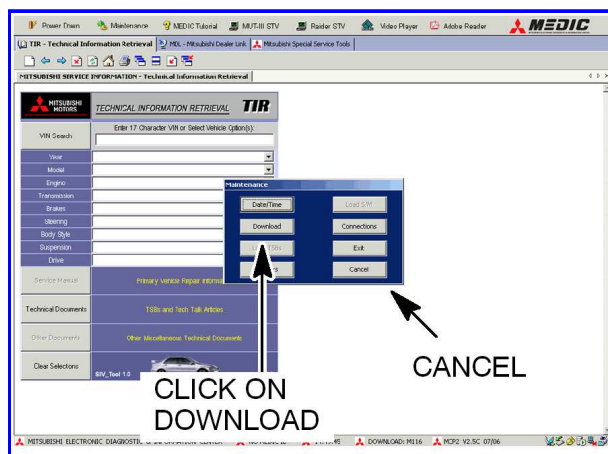 Power Down Maintenance MEDIC Tutorial MUT-III STV Raider STV Video Player Adobe Reader MEDIC
TIR - Technical Information Retrieval MDL - Mitsubishi Dealer Link Mitsubishi Special Service Tools
MITSUBISHI SERVICE INFORMATION - Technical Information Retrieval
MITSUBISHI MOTORS
TECHNICAL INFORMATION RETRIEVAL TIR
VIN Search
Enter 17 Character VIN or Select Vehicle Option(s):
Year
Model
Engine
Transmission
Brakes
Steering
Body Style
Suspension
Drive
Maintenance
Date/Time Load S/M
Download Connections
Exit
Cancel
Service Manual Primary Vehicle Repair
Technical Documents TSBs and Tech Talk Articles
Other Documents Other Miscellaneous Technical Documents
Clear Selections
SIV_Tool 1.0
CANCEL
CLICK ON
DOWNLOAD
MITSUBISHI ELECTRONIC DIAGNOSTIC CENTER DOWNLOAD: M116 MCP2 V2.5C 07/06